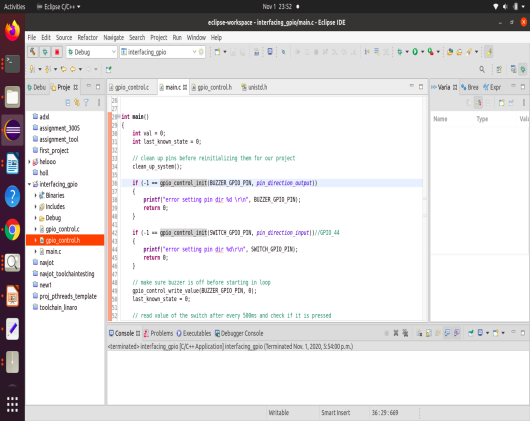 Activities
Eclipse C/C++
Nov 1 23:52
eclipse-workspace - interfacing_gpio/main.c - Eclipse IDE
File Edit Source Refactor Navigate Search Project Run Window Help
Debug
interfacing_gpio
Debu
Proje
gpio_control.c
main.c
gpio_control.h
unistd.h
Varia
Brea
Expr
Name Type Valu
adxl
assignment_3005
assignment_tool
first_project
helooo
holl
interfacing_gpio
Binaries
Includes
Debug
gpio_control.c
gpio_control.h
main.c
navjot
navjot_toolchaintesting
new1
proj_pthreads_template
toolchain_linaro
26
27
28 int main()
29 {
30 int val = 0;
31 int last_known_state = 0;
32
33 // clean up pins before reinitializing them for our project
34 clean_up_system();
35
36 if (-1 == gpio_control_init(BUZZER_GPIO_PIN, pin_direction_output))
37 {
38 printf("error setting pin dir %d \r\n", BUZZER_GPIO_PIN);
39 return 0;
40 }
41
42 if (-1 == gpio_control_init(SWITCH_GPIO_PIN, pin_direction_input))//GPIO_44
43 {
44 printf("error setting pin dir %d\r\n", SWITCH_GPIO_PIN);
45 return 0;
46 }
47
48 // make sure buzzer is off before starting in loop
49 gpio_control_write_value(BUZZER_GPIO_PIN, 0);
50 last_known_state = 0;
51
52 // read value of the switch after every 500ms and check if it is pressed
Console
Problems
Executables
Debugger Console
<terminated> interfacing_gpio [C/C++ Application] interfacing_gpio (Terminated Nov. 1, 2020, 5:54:00 p.m.)
Writable
Smart Insert
36 : 29 : 669